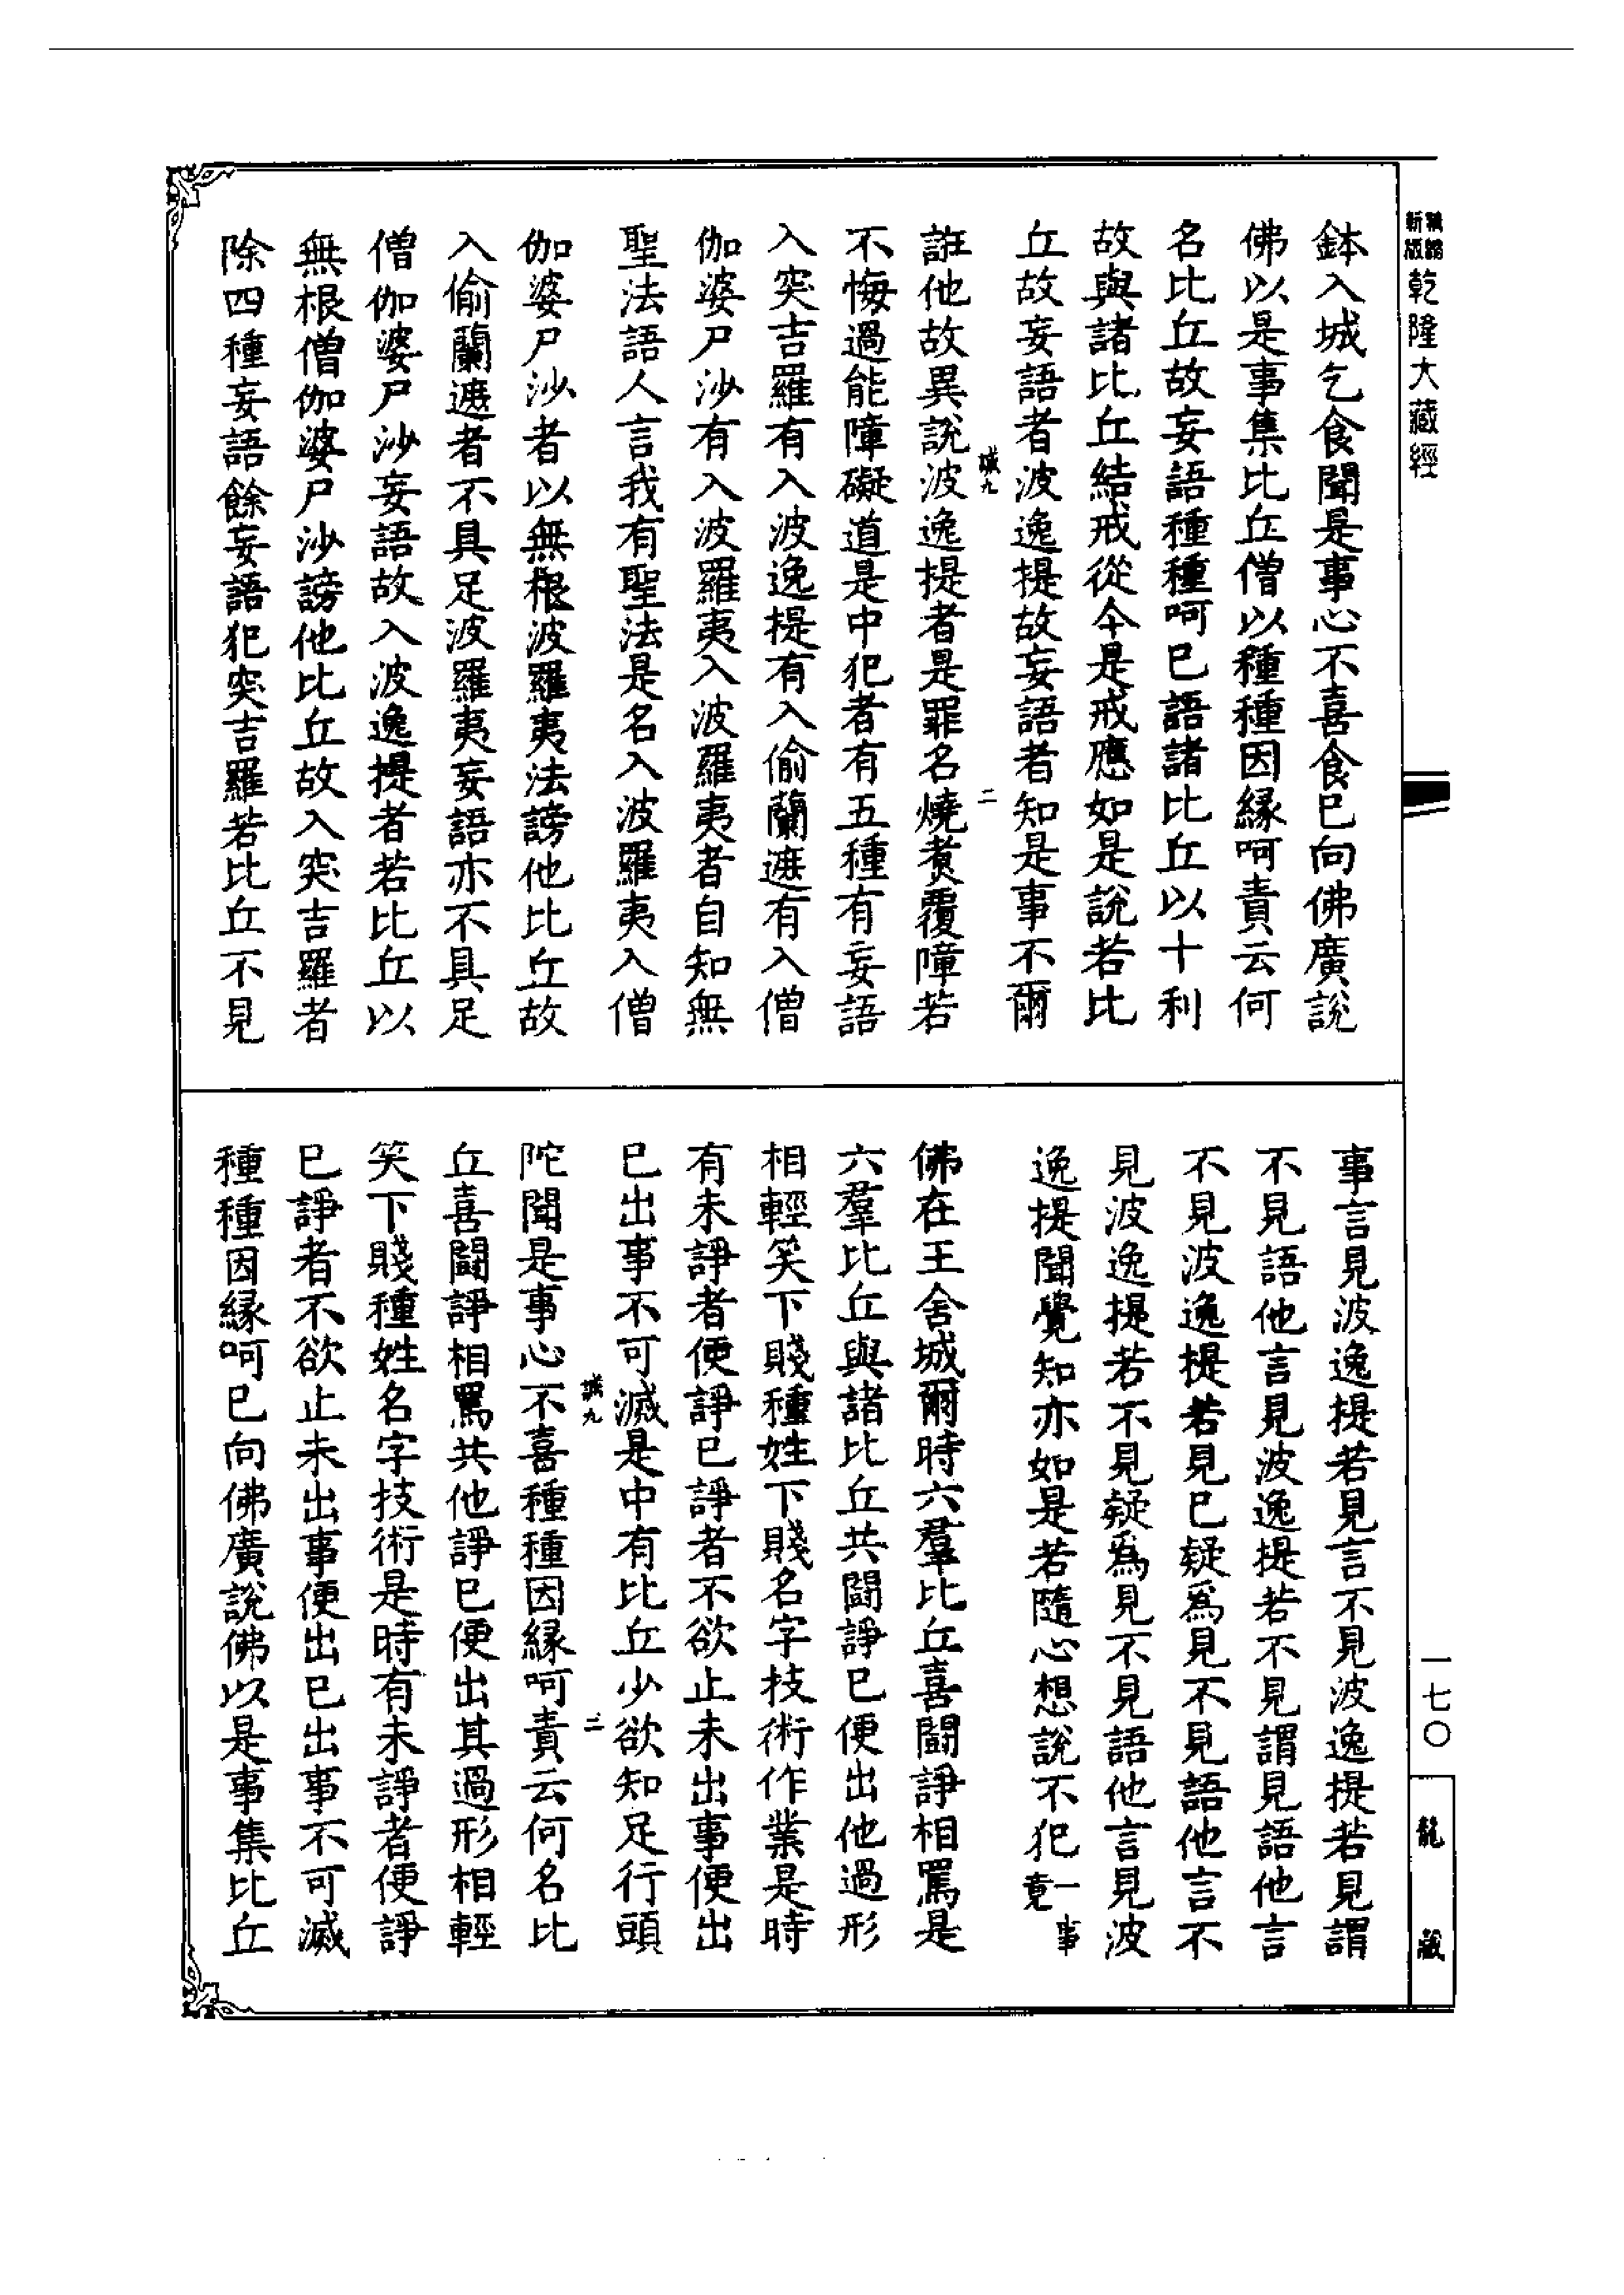 新版
精縮
乾隆大藏經
鉢入城乞食聞是事心不喜食已向佛廣說
佛以是事集比丘僧以種種因緣呵責云何
名比丘故妄語種種呵已語諸比丘以十利
故與諸比丘結戒從今是戒應如是說若比
丘故妄語者波逸提故妄語者知是事不爾
誑他故異說波逸提者是罪名燒煑覆障若
誠九
二
不悔過能障礙道是中犯者有五種有妄語
入突吉羅有入波逸提有入偷蘭遮有入僧
伽婆尸沙有入波羅夷入波羅夷者自知無
聖法語人言我有聖法是名入波羅夷入僧
伽婆尸沙者以無根波羅夷法謗他比丘故
入偷蘭遮者不具足波羅夷妄語亦不具足
僧伽婆尸沙妄語故入波逸提者若比丘以
無根僧伽婆尸沙謗他比丘故入突吉羅者
除四種妄語餘妄語犯突吉羅若比丘不見
事言見波逸提若見言不見波逸提若見謂
不見語他言見波逸提若不見謂見語他言
不見波逸提若見已疑為見不見語他言不
見波逸提若不見疑為見不見語他言見波
逸提聞覺知亦如是若隨心想說不犯一事竟
佛在王舍城爾時六羣比丘喜鬪諍相罵是
六羣比丘與諸比丘共鬪諍已便出他過形
相輕笑下賤種姓下賤名字技術作業是時
有未諍者便諍已諍者不欲止未出事便出
已出事不可滅是中有比丘少欲知足行頭
誠九
三
陀聞是事心不喜種種因緣呵責云何名比
丘喜鬪諍相罵共他諍已便出其過形相輕
笑下賤種姓名字技術是時有未諍者便諍
已諍者不欲止未出事便出已出事不可滅
種種因緣呵已向佛廣說佛以是事集比丘
一七〇
龍藏